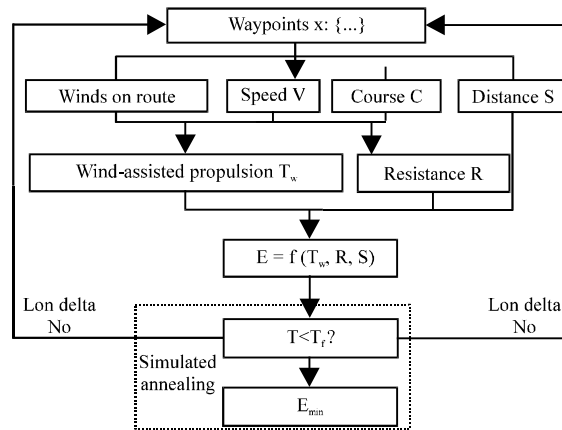 Waypoints x: {...}
Winds on route
Speed V
Course C
Distance S
Wind-assisted propulsion Tw
Resistance R
E = f (Tw, R, S)
Lon delta
No
Lon delta
No
T<Tf?
Simulated
annealing
Emin